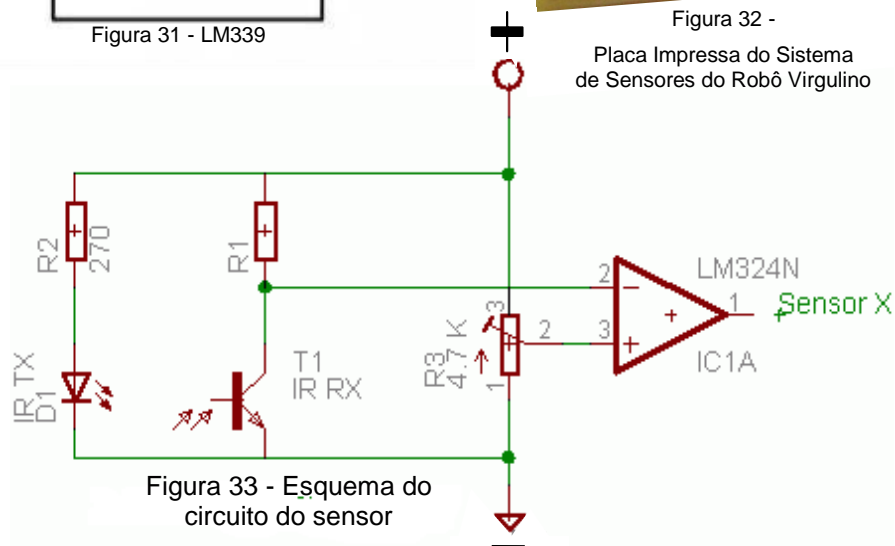 Figura 31 - LM339
Figura 32 -
Placa Impressa do Sistema
de Sensores do Robô Virgulino
R2
270
R1
IR TX
D1
T1
IR RX
R3
4.7 K
3
2
1
2
3
LM324N
1
Sensor X
IC1A
Figura 33 - Esquema do
circuito do sensor